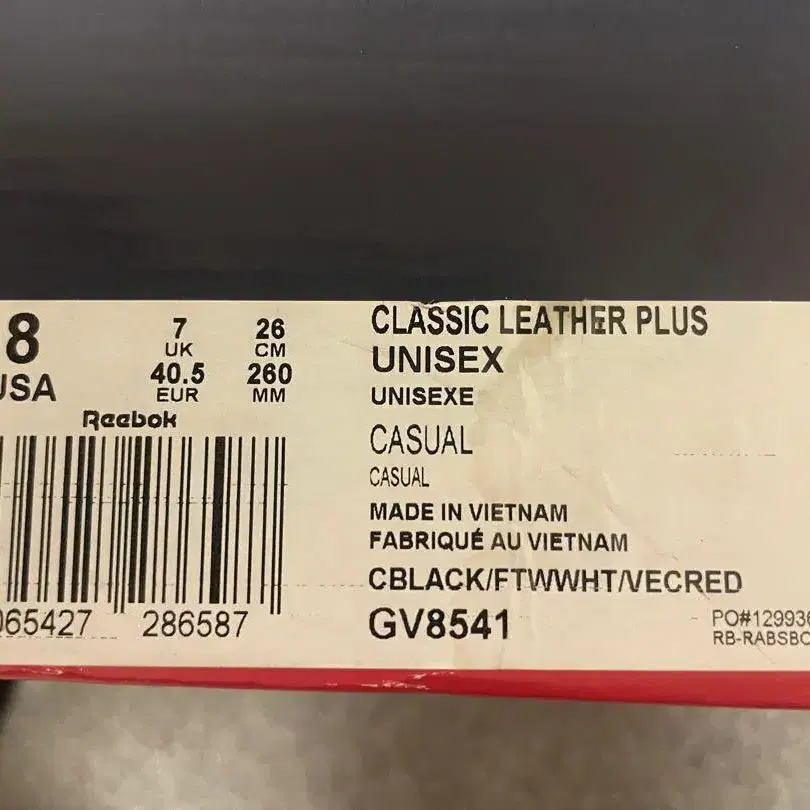 8 7 26
UK CM
USA 40.5 260
EUR MM
Reebok
065427 286587
CLASSIC LEATHER PLUS
UNISEX
UNISEXE
CASUAL
CASUAL
MADE IN VIETNAM
FABRIQUÉ AU VIETNAM
CBLACK/FTWWHT/VECRED
GV8541
PO#129936
RB-RABSBC